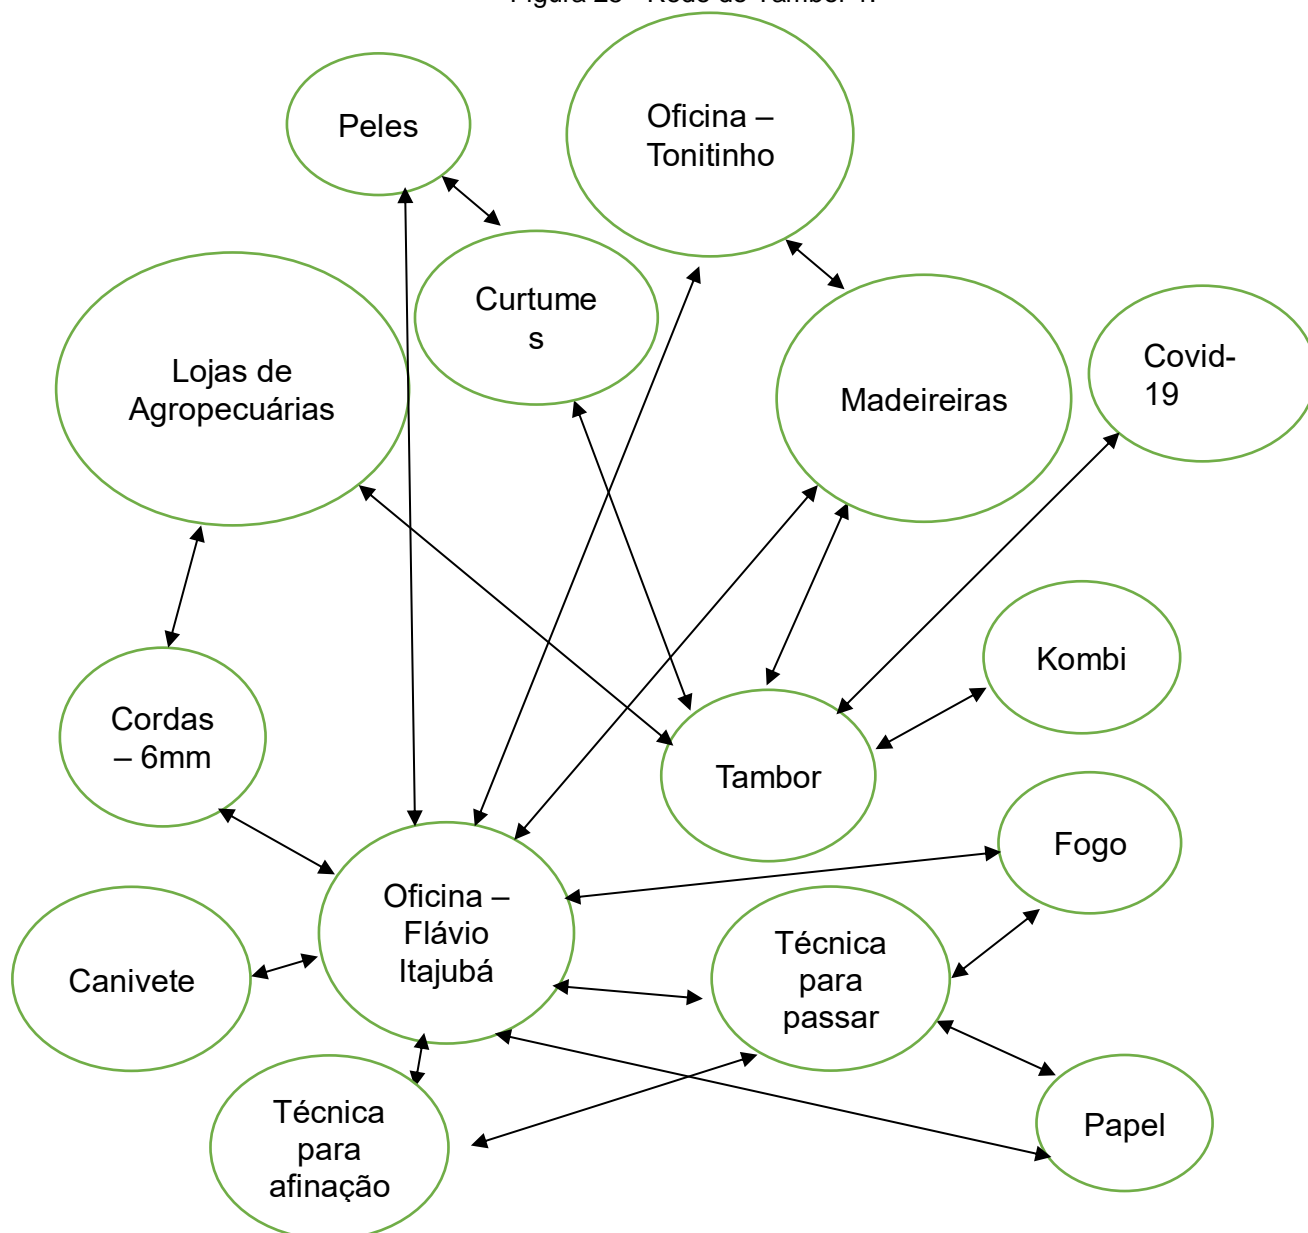 Peles
Oficina –
Tonitinho
Curtume
s
Lojas de
Agropecuárias
Madeireiras
Covid-
19
Kombi
Cordas
– 6mm
Tambor
Fogo
Oficina –
Flávio
Itajubá
Canivete
Técnica
para
passar
Técnica
para
afinação
Papel